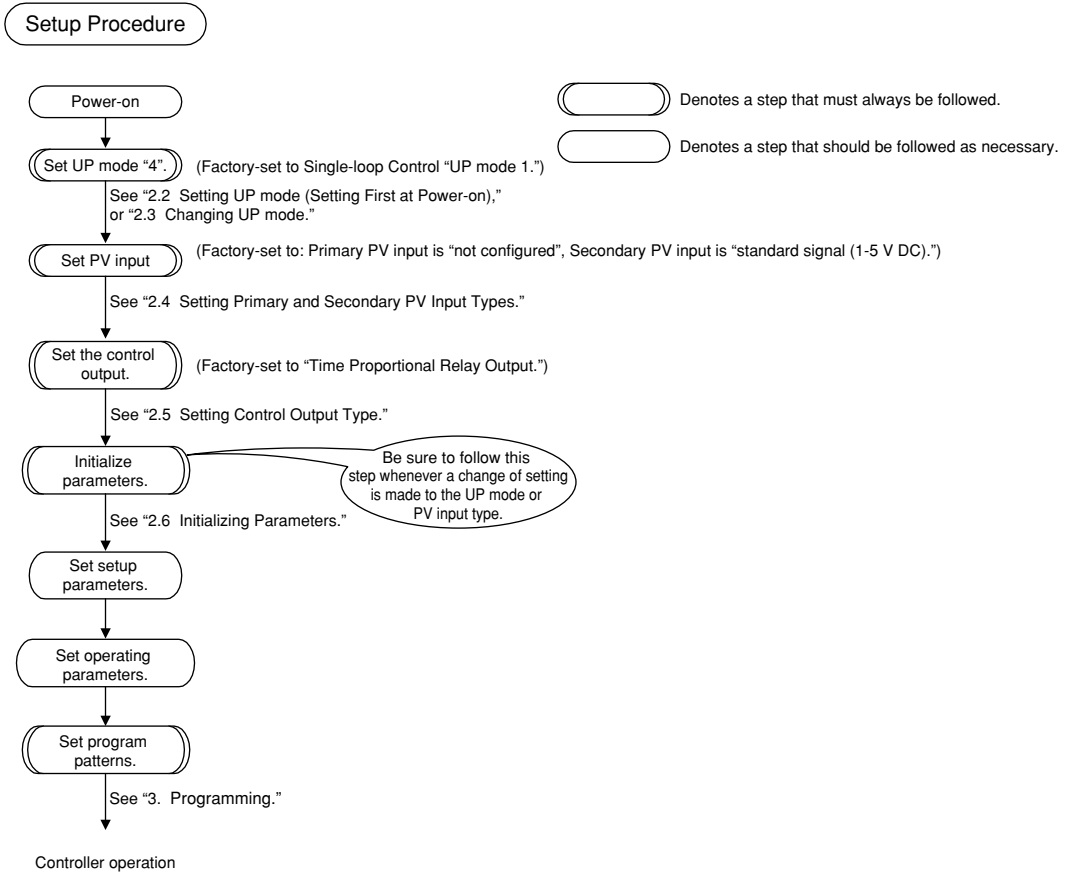 Setup Procedure
Power-on
Denotes a step that must always be followed.
Denotes a step that should be followed as necessary.
Set UP mode “4”.
(Factory-set to Single-loop Control “UP mode 1.”)
See “2.2 Setting UP mode (Setting First at Power-on),”
or “2.3 Changing UP mode.”
Set PV input
(Factory-set to: Primary PV input is “not configured”, Secondary PV input is “standard signal (1-5 V DC).”)
See “2.4 Setting Primary and Secondary PV Input Types.”
Set the control
output.
(Factory-set to “Time Proportional Relay Output.”)
See “2.5 Setting Control Output Type.”
Initialize
parameters.
Be sure to follow this
step whenever a change of setting
is made to the UP mode or
PV input type.
See “2.6 Initializing Parameters.”
Set setup
parameters.
Set operating
parameters.
Set program
patterns.
See “3. Programming.”
Controller operation